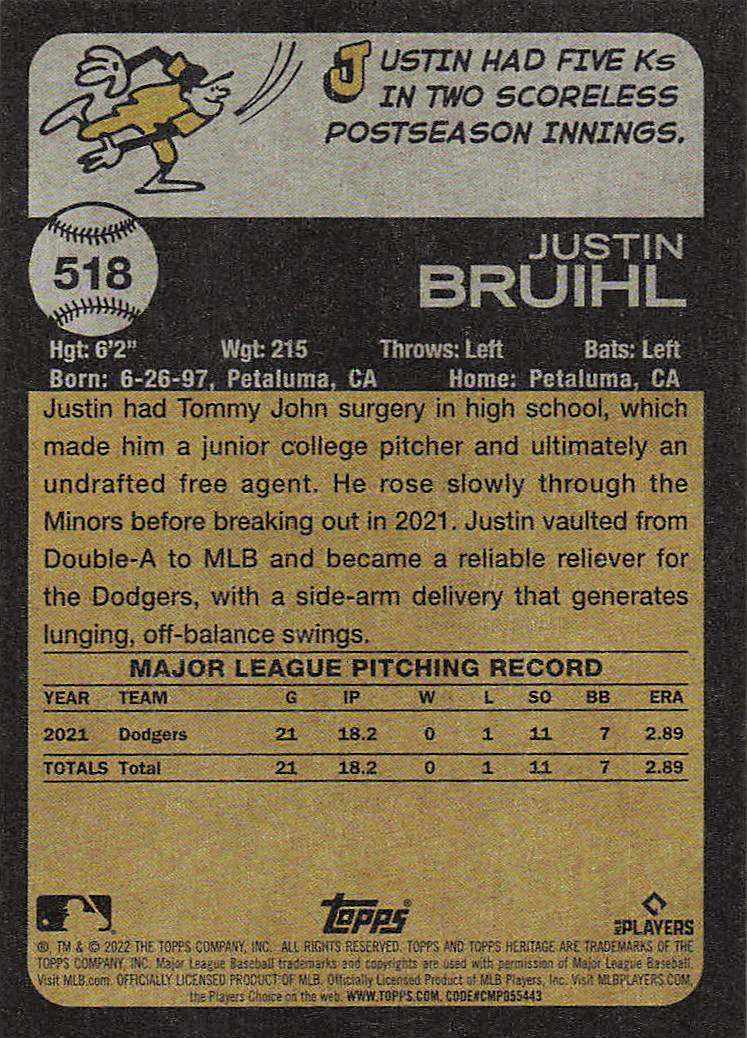 JUSTIN HAD FIVE Ks
IN TWO SCORELESS
POSTSEASON INNINGS.
518
JUSTIN
BRUIHL
Hgt: 6'2" Wgt: 215 Throws: Left Bats: Left
Born: 6-26-97, Petaluma, CA Home: Petaluma, CA
Justin had Tommy John surgery in high school, which
made him a junior college pitcher and ultimately an
undrafted free agent. He rose slowly through the
Minors before breaking out in 2021. Justin vaulted from
Double-A to MLB and became a reliable reliever for
the Dodgers, with a side-arm delivery that generates
lunging, off-balance swings.
MAJOR LEAGUE PITCHING RECORD
YEAR TEAM G IP W L SO BB ERA
2021 Dodgers 21 18.2 0 1 11 7 2.89
TOTALS Total 21 18.2 0 1 11 7 2.89
topps®
MLB PLAYERS
®, TM & © 2022 THE TOPPS COMPANY, INC. ALL RIGHTS RESERVED. TOPPS AND TOPPS HERITAGE ARE TRADEMARKS OF THE
TOPPS COMPANY, INC. Major League Baseball trademarks and copyrights are used with permission of Major League Baseball.
Visit MLB.com. OFFICIALLY LICENSED PRODUCT OF MLB. Officially Licensed Product of MLB Players, Inc. Visit MLBPLAYERS.COM,
the Players Choice on the web. WWW.TOPPS.COM. CODE#CMP055443